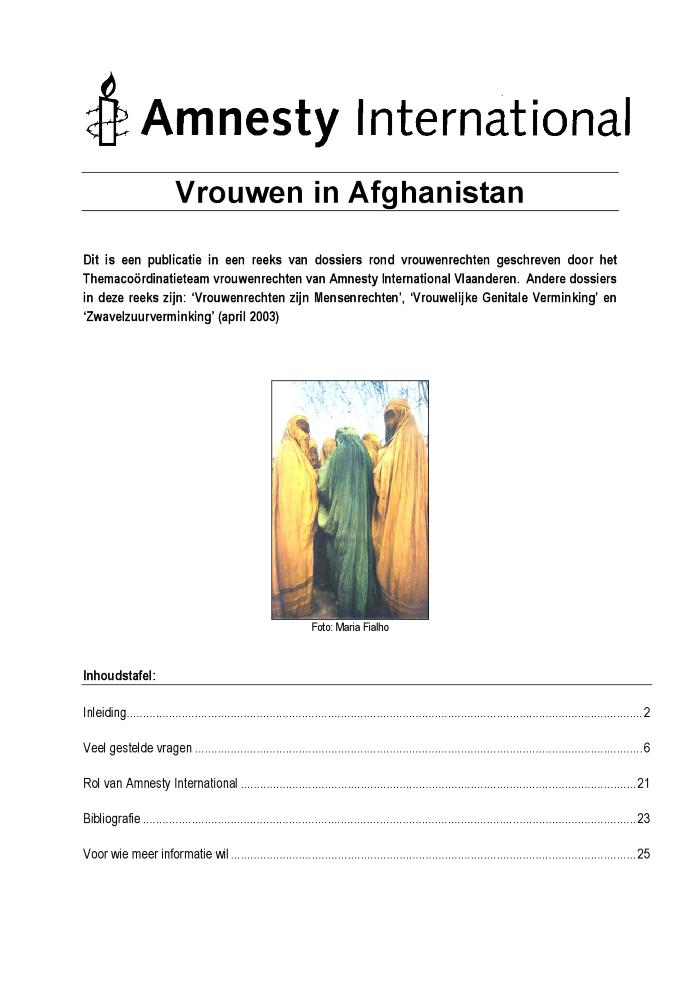 Amnesty International
Vrouwen in Afghanistan
Dit is een publicatie in een reeks van dossiers rond vrouwenrechten geschreven door het
Themacoördinatieteam vrouwenrechten van Amnesty International Vlaanderen. Andere dossiers
in deze reeks zijn: ‘Vrouwenrechten zijn Mensenrechten’, ‘Vrouwelijke Genitale Verminking’ en
‘Zwavelzuurverminking’ (april 2003)
Foto: Maria Fialho
Inhoudstafel:
Inleiding 2
Veel gestelde vragen 6
Rol van Amnesty International 21
Bibliografie 23
Voor wie meer informatie wil 25